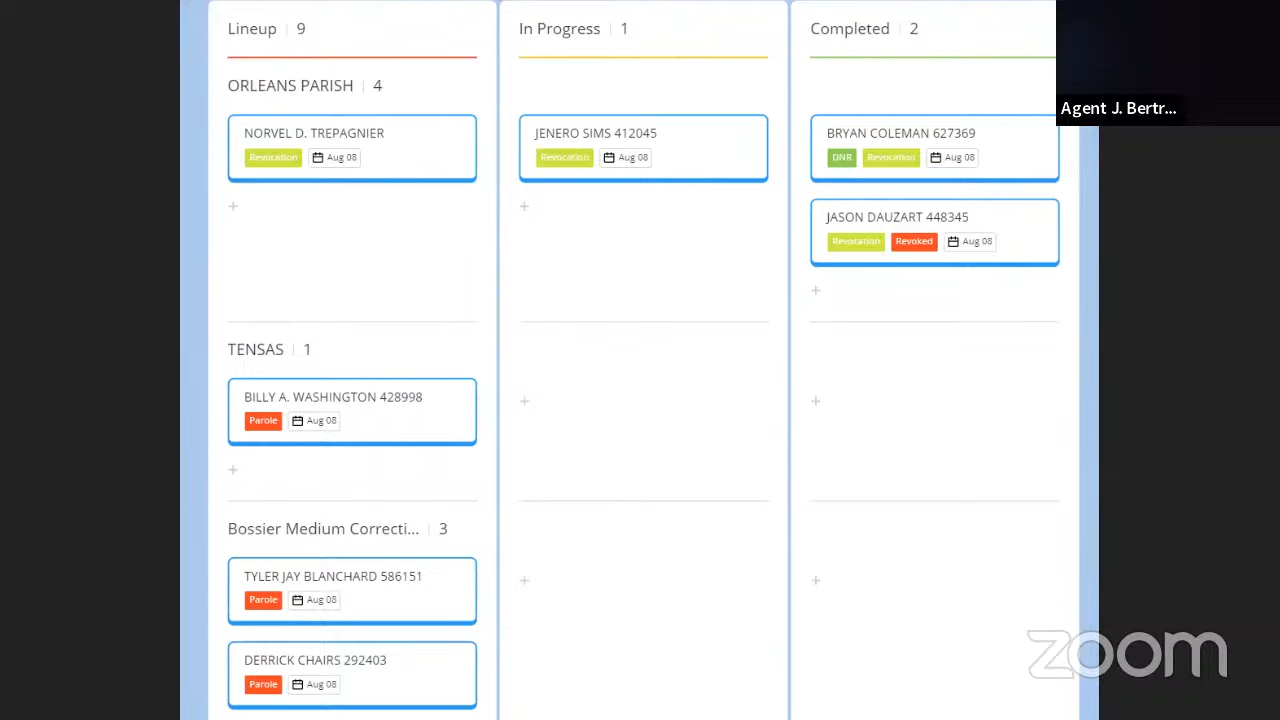 Lineup 9
In Progress 1
Completed 2
Agent J. Bertr...
ORLEANS PARISH 4
NORVEL D. TREPAGNIER
Revocation Aug 08
JENERO SIMS 412045
Revocation Aug 08
BRYAN COLEMAN 627369
DNR Revocation Aug 08
+
+
JASON DAUZART 448345
Revocation Revoked Aug 08
+
TENSAS 1
BILLY A. WASHINGTON 428998
Parole Aug 08
+
+
+
Bossier Medium Correcti... 3
TYLER JAY BLANCHARD 586151
Parole Aug 08
+
+
DERRICK CHAIRS 292403
Parole Aug 08
zoom